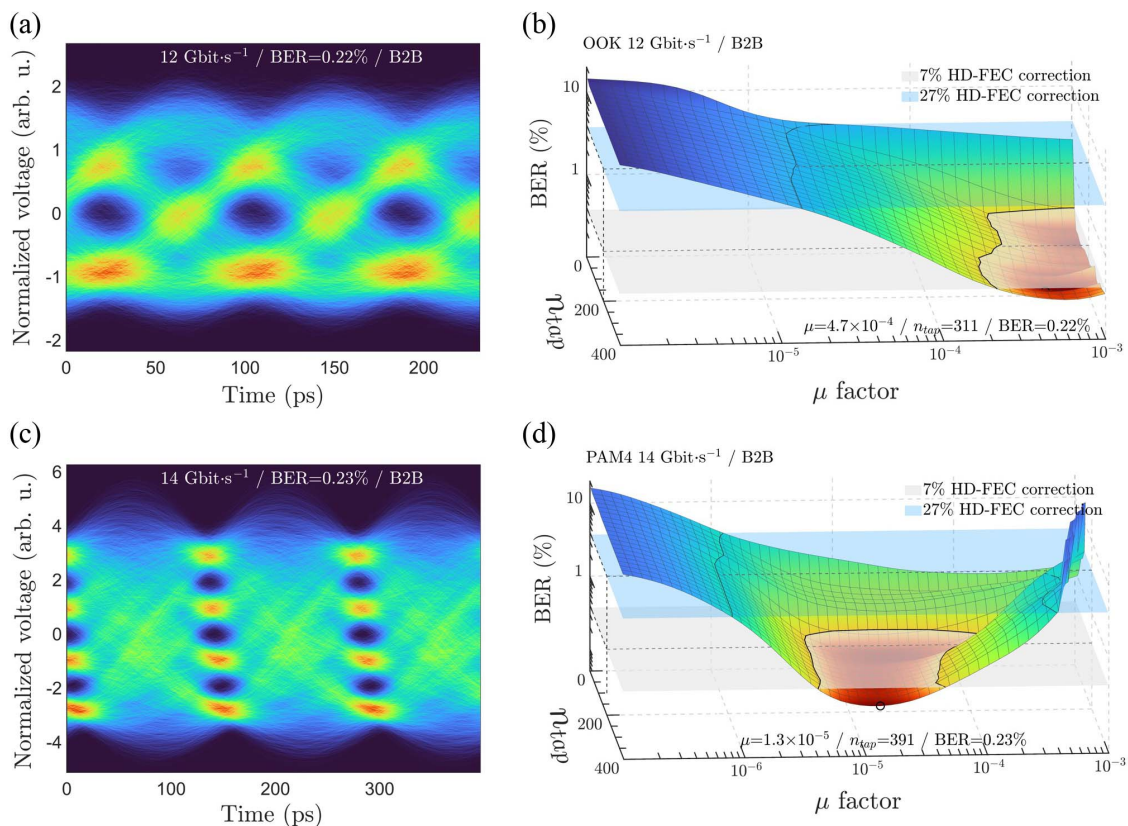 (a)
12 Gbit·s⁻¹ / BER=0.22% / B2B
Normalized voltage (arb. u.)
2
1
0
-1
-2
0 50 100 150 200
Time (ps)
(b)
OOK 12 Gbit·s⁻¹ / B2B
7% HD-FEC correction
27% HD-FEC correction
BER (%)
10
1
0
200
400
n_tap
μ=4.7×10⁻⁴ / n_tap=311 / BER=0.22%
10⁻⁵ 10⁻⁴ 10⁻³
μ factor
(c)
14 Gbit·s⁻¹ / BER=0.23% / B2B
Normalized voltage (arb. u.)
6
4
2
0
-2
-4
0 100 200 300
Time (ps)
(d)
PAM4 14 Gbit·s⁻¹ / B2B
7% HD-FEC correction
27% HD-FEC correction
BER (%)
10
1
0
200
400
n_tap
μ=1.3×10⁻⁵ / n_tap=391 / BER=0.23%
10⁻⁶ 10⁻⁵ 10⁻⁴ 10⁻³
μ factor